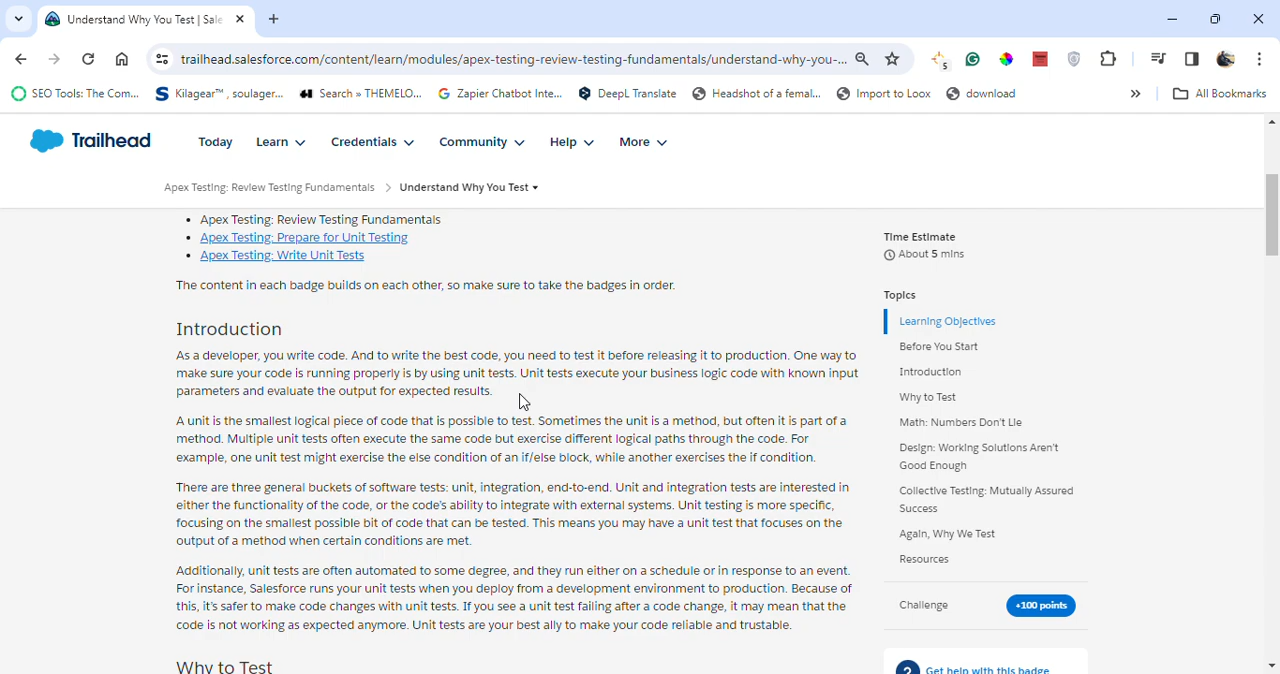 Understand Why You Test | Sale
trailhead.salesforce.com/content/learn/modules/apex-testing-review-testing-fundamentals/understand-why-you-...
5
SEO Tools: The Com...
Kilagear™ , soulager...
Search » THEMELO...
Zapier Chatbot Inte...
DeepL Translate
Headshot of a femal...
Import to Loox
download
»
All Bookmarks
Trailhead
Today
Learn
Credentials
Community
Help
More
Apex Testing: Review Testing Fundamentals > Understand Why You Test
• Apex Testing: Review Testing Fundamentals
• Apex Testing: Prepare for Unit Testing
• Apex Testing: Write Unit Tests
The content in each badge builds on each other, so make sure to take the badges in order.
Introduction
As a developer, you write code. And to write the best code, you need to test it before releasing it to production. One way to
make sure your code is running properly is by using unit tests. Unit tests execute your business logic code with known input
parameters and evaluate the output for expected results.
A unit is the smallest logical piece of code that is possible to test. Sometimes the unit is a method, but often it is part of a
method. Multiple unit tests often execute the same code but exercise different logical paths through the code. For
example, one unit test might exercise the else condition of an if/else block, while another exercises the if condition.
There are three general buckets of software tests: unit, integration, end-to-end. Unit and integration tests are interested in
either the functionality of the code, or the code's ability to integrate with external systems. Unit testing is more specific,
focusing on the smallest possible bit of code that can be tested. This means you may have a unit test that focuses on the
output of a method when certain conditions are met.
Additionally, unit tests are often automated to some degree, and they run either on a schedule or in response to an event.
For instance, Salesforce runs your unit tests when you deploy from a development environment to production. Because of
this, it's safer to make code changes with unit tests. If you see a unit test failing after a code change, it may mean that the
code is not working as expected anymore. Unit tests are your best ally to make your code reliable and trustable.
Why to Test
Time Estimate
About 5 mins
Topics
Learning Objectives
Before You Start
Introduction
Why to Test
Math: Numbers Don't Lie
Design: Working Solutions Aren't
Good Enough
Collective Testing: Mutually Assured
Success
Again, Why We Test
Resources
Challenge
+100 points
Get help with this badge